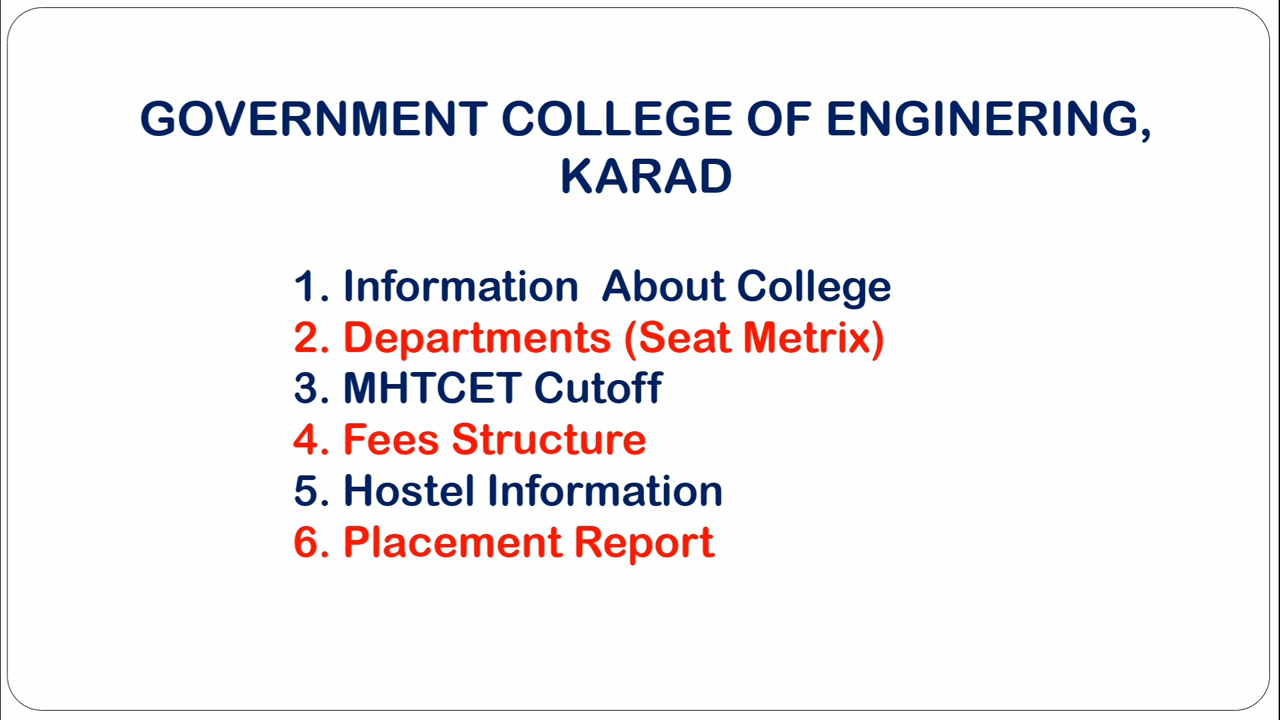 GOVERNMENT COLLEGE OF ENGINERING,
KARAD
1. Information  About College
2. Departments (Seat Metrix)
3. MHTCET Cutoff
4. Fees Structure
5. Hostel Information
6. Placement Report